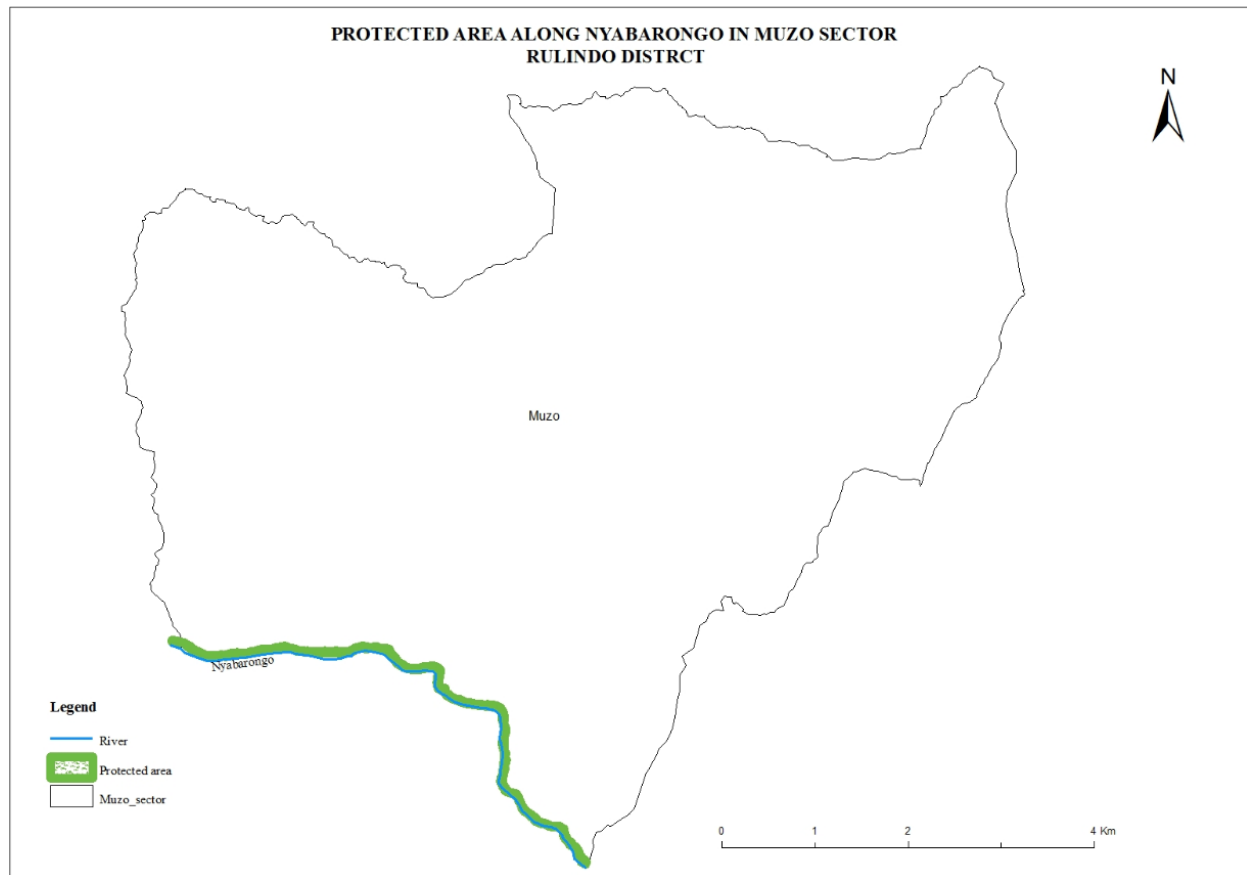 PROTECTED AREA ALONG NYABARONGO IN MUZO SECTOR
RULINDO DISTRCT
N
Muzo
Nyabarongo
Legend
River
Protected area
Muzo_sector
0 1 2 4 Km